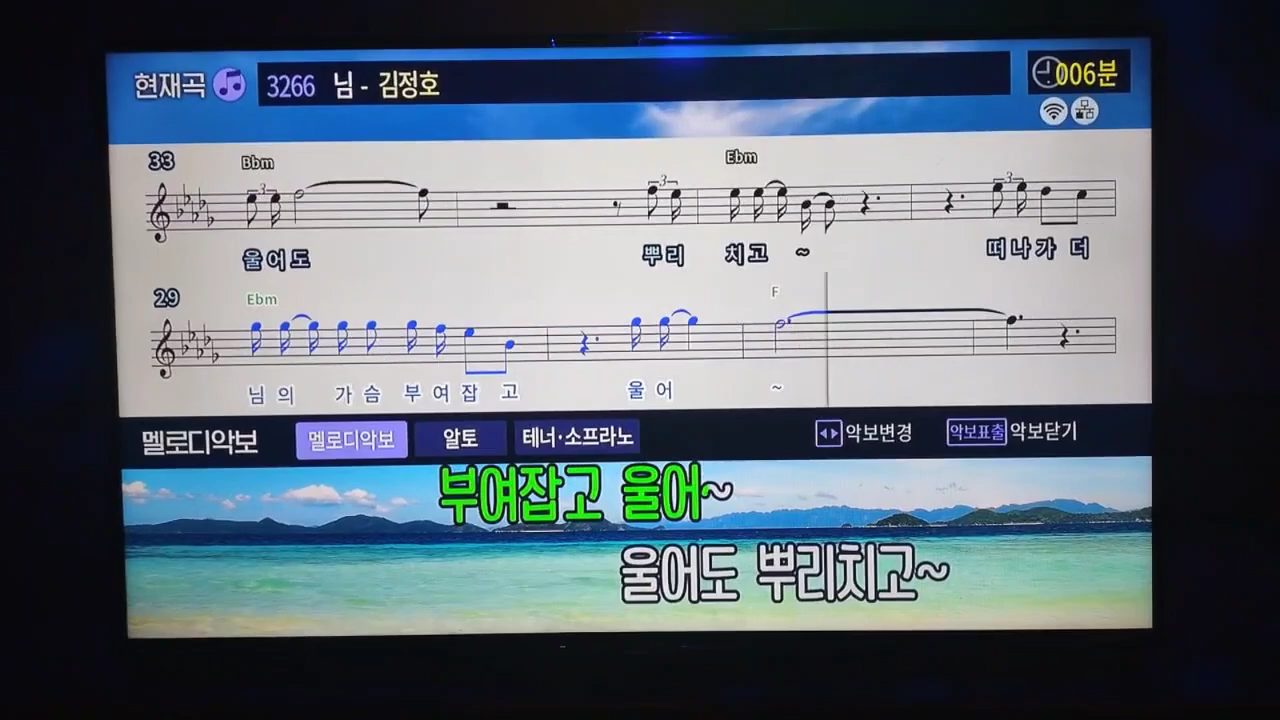 현재곡 3266 님 - 김정호 006분
33 Bbm 3 3 Ebm 3
울어도 뿌리 치고 ~ 떠나가 더
29 Ebm F
님의 가슴 부여잡고 울어 ~
멜로디악보 멜로디악보 알토 테너·소프라노 악보변경 악보표출 악보닫기
부여잡고 울어~
울어도 뿌리치고~